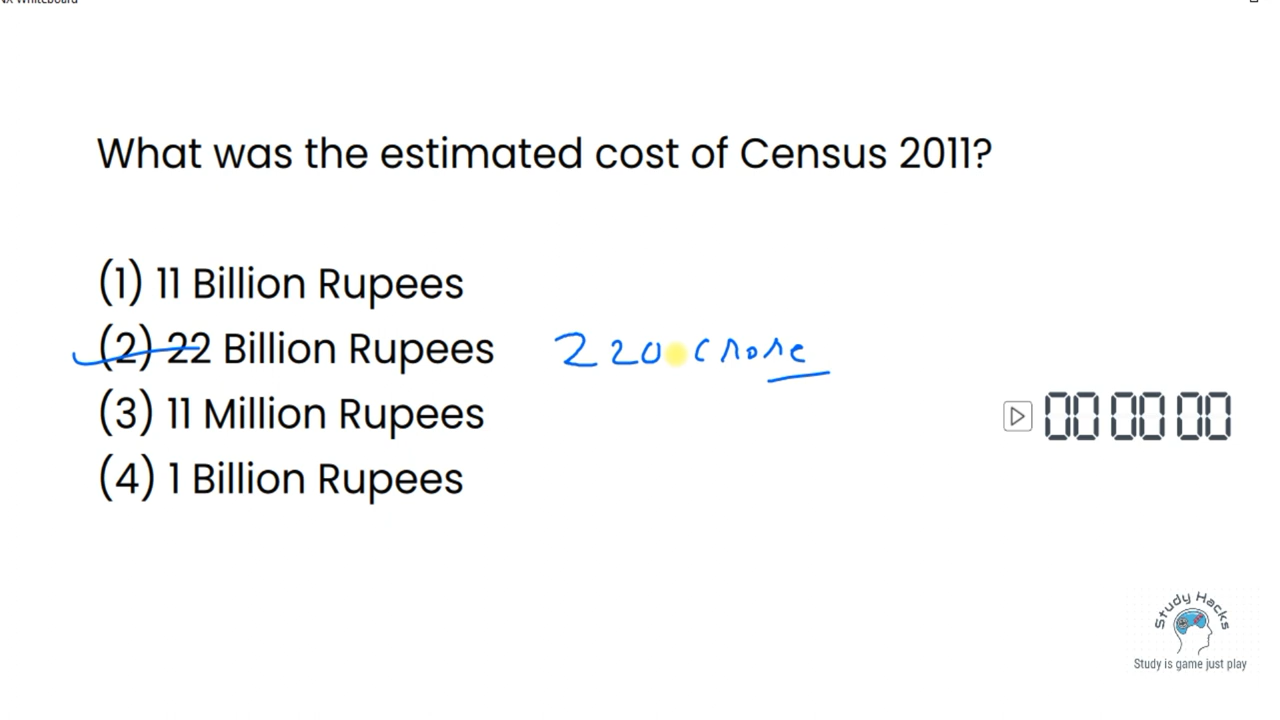 What was the estimated cost of Census 2011?
(1) 11 Billion Rupees
(2) 22 Billion Rupees 220 crore
(3) 11 Million Rupees
00 00 00
(4) 1 Billion Rupees
Study Hacks
Study is game just play